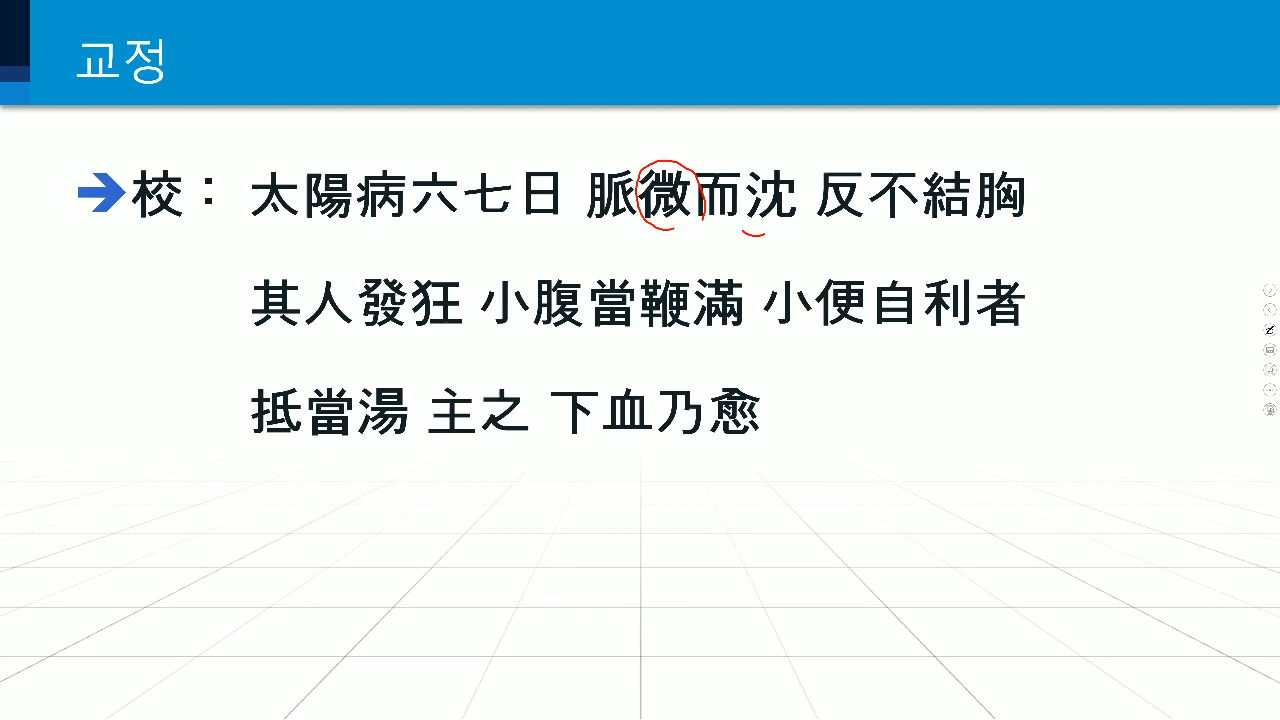 교정
校： 太陽病六七日 脈微而沈 反不結胸
其人發狂 小腹當鞕滿 小便自利者
抵當湯 主之 下血乃愈